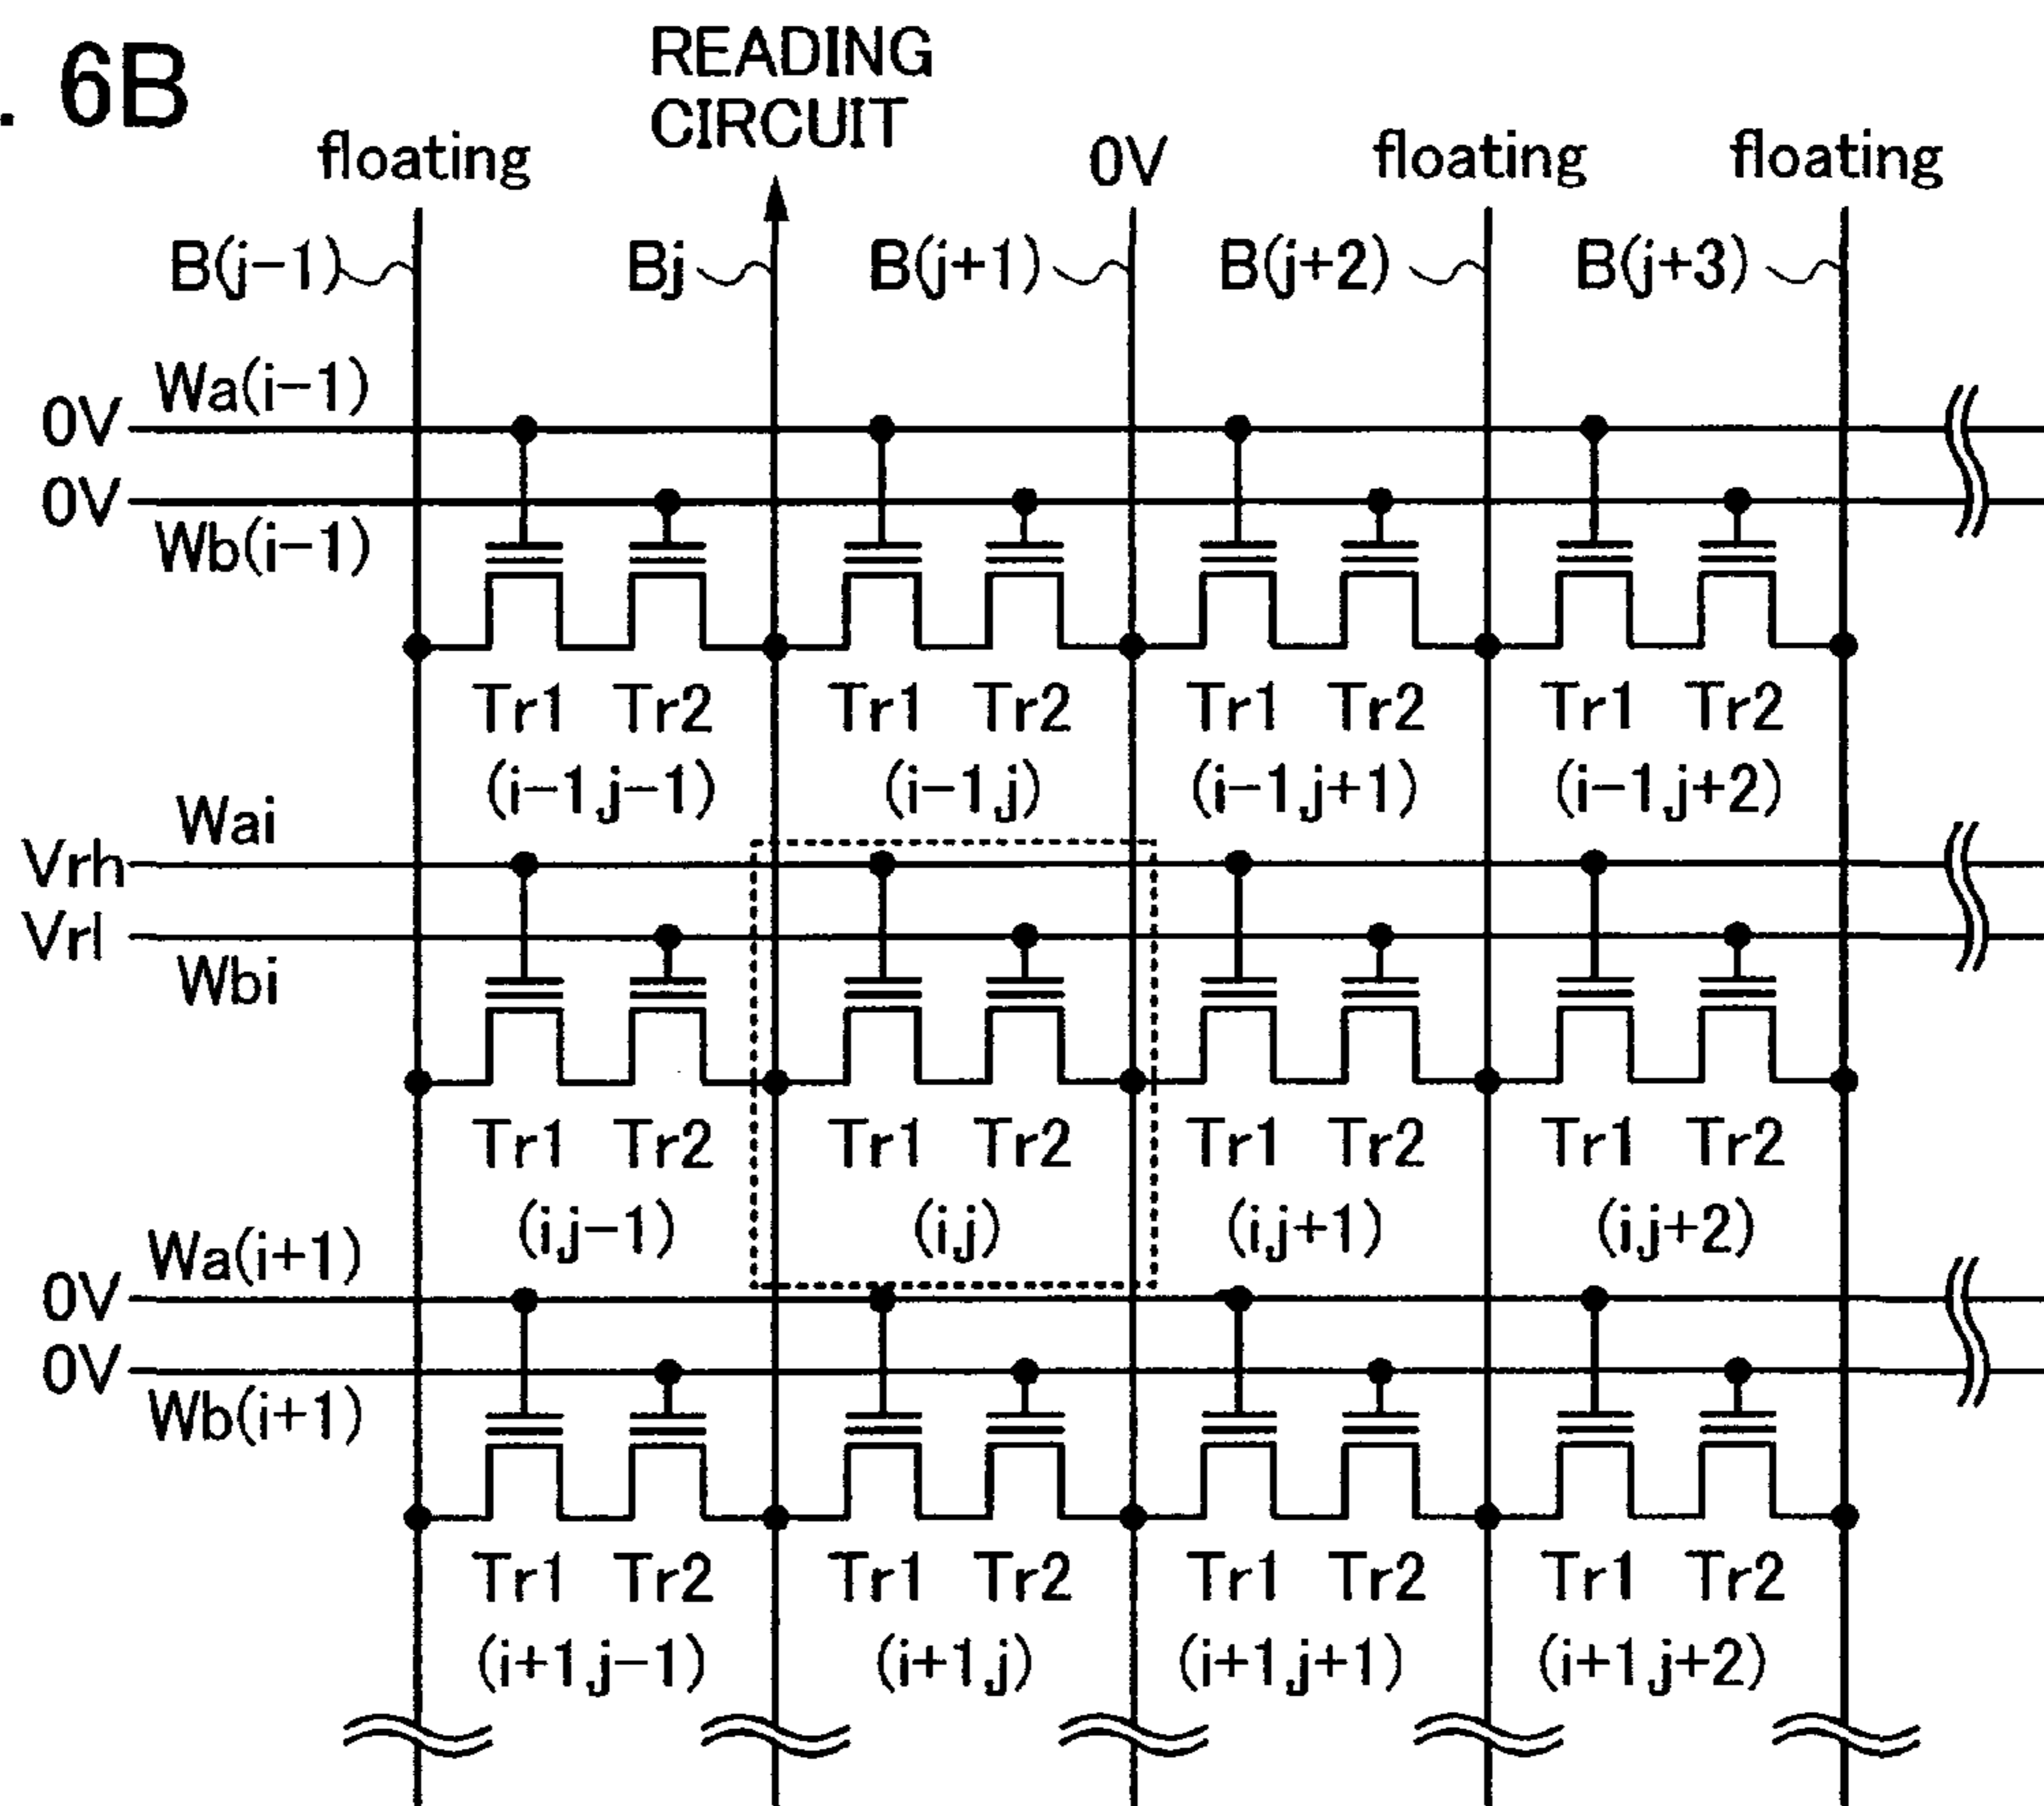 . 6B
READING
CIRCUIT
floating
0V
floating
floating
B(j-1)
Bj
B(j+1)
B(j+2)
B(j+3)
Wa(i-1)
0V
0V
Wb(i-1)
Tr1 Tr2 Tr1 Tr2 Tr1 Tr2 Tr1 Tr2
(i-1,j-1) (i-1,j) (i-1,j+1) (i-1,j+2)
Wai
Vrh
Vrl
Wbi
Tr1 Tr2 Tr1 Tr2 Tr1 Tr2 Tr1 Tr2
(i,j-1) (i,j) (i,j+1) (i,j+2)
Wa(i+1)
0V
0V
Wb(i+1)
Tr1 Tr2 Tr1 Tr2 Tr1 Tr2 Tr1 Tr2
(i+1,j-1) (i+1,j) (i+1,j+1) (i+1,j+2)